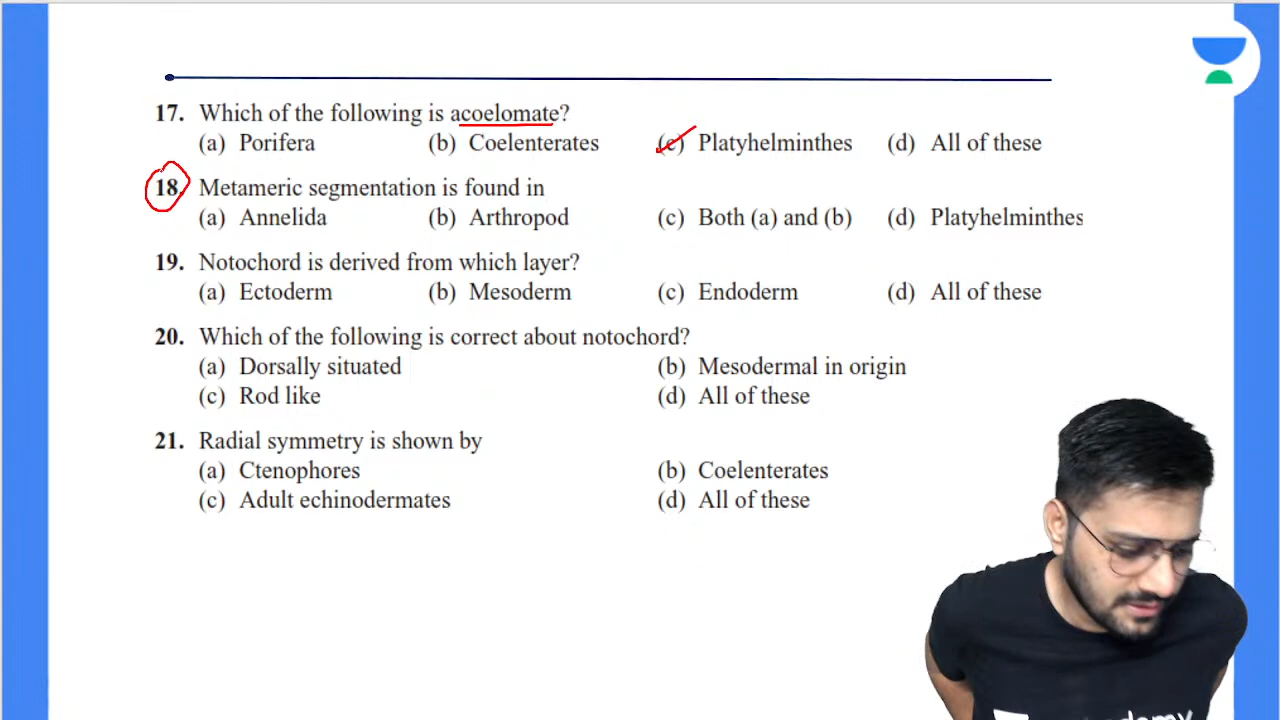 17. Which of the following is acoelomate?
(a) Porifera (b) Coelenterates (c) Platyhelminthes (d) All of these
18. Metameric segmentation is found in
(a) Annelida (b) Arthropod (c) Both (a) and (b) (d) Platyhelminthes
19. Notochord is derived from which layer?
(a) Ectoderm (b) Mesoderm (c) Endoderm (d) All of these
20. Which of the following is correct about notochord?
(a) Dorsally situated (b) Mesodermal in origin
(c) Rod like (d) All of these
21. Radial symmetry is shown by
(a) Ctenophores (b) Coelenterates
(c) Adult echinodermates (d) All of these